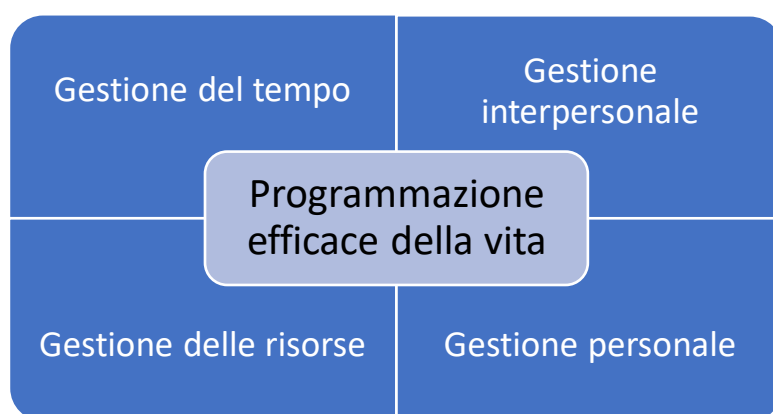 Gestione del tempo
Gestione
interpersonale
Programmazione
efficace della vita
Gestione delle risorse
Gestione personale